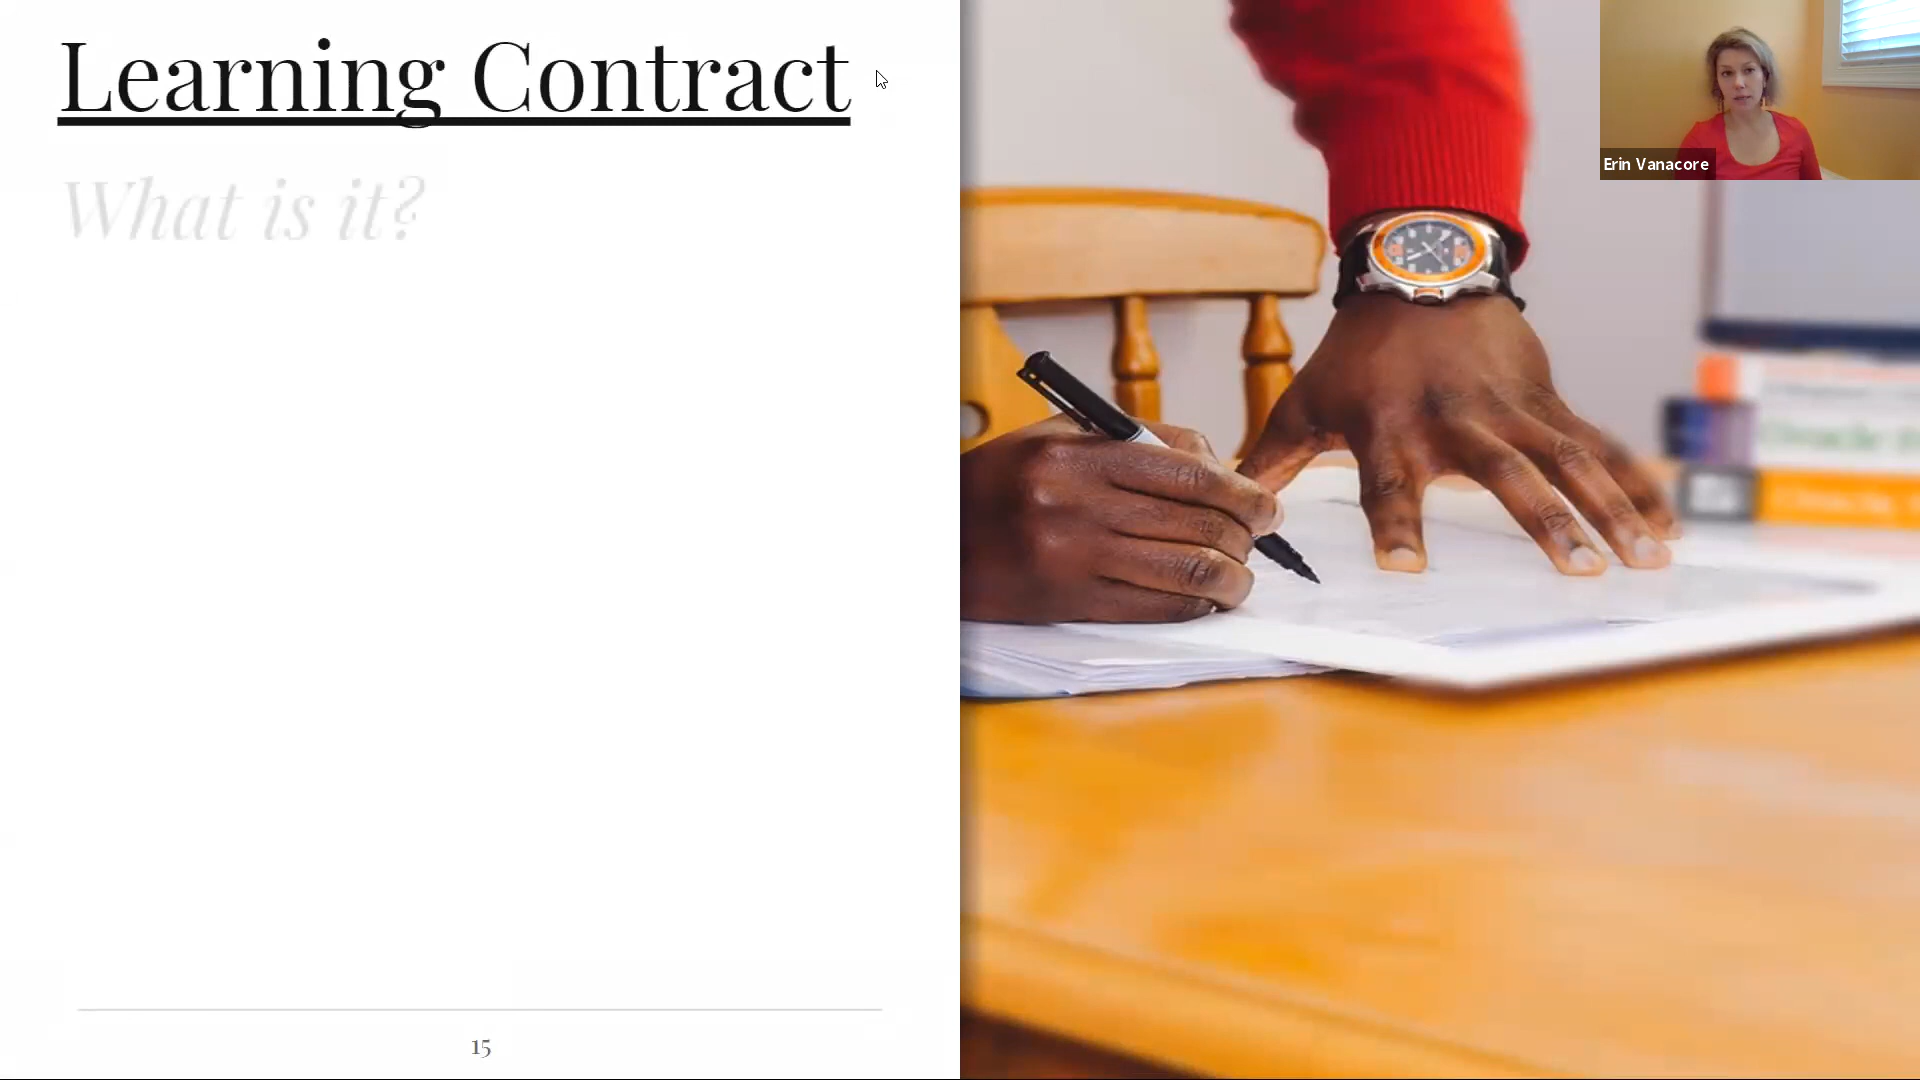 Learning Contract
What is it?
Erin Vanacore
15